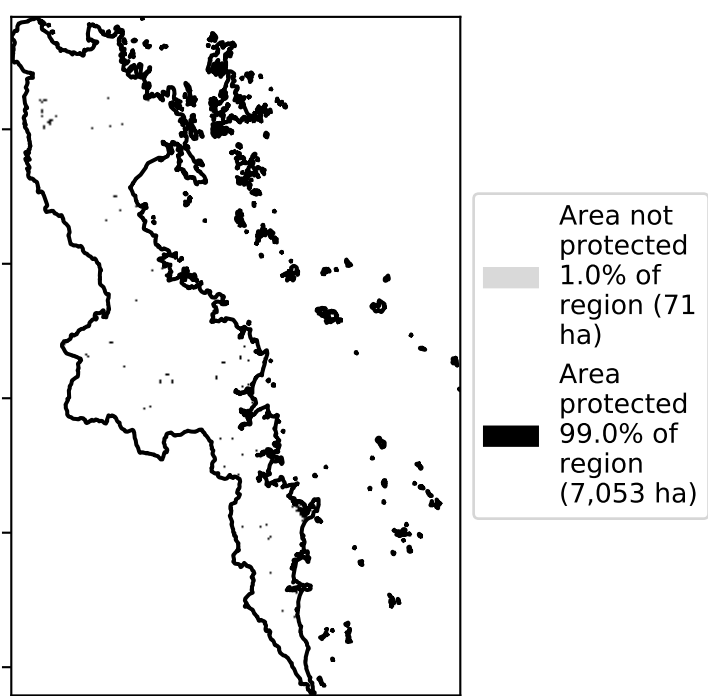 Area not
protected
1.0% of
region (71
ha)
Area
protected
99.0% of
region
(7,053 ha)